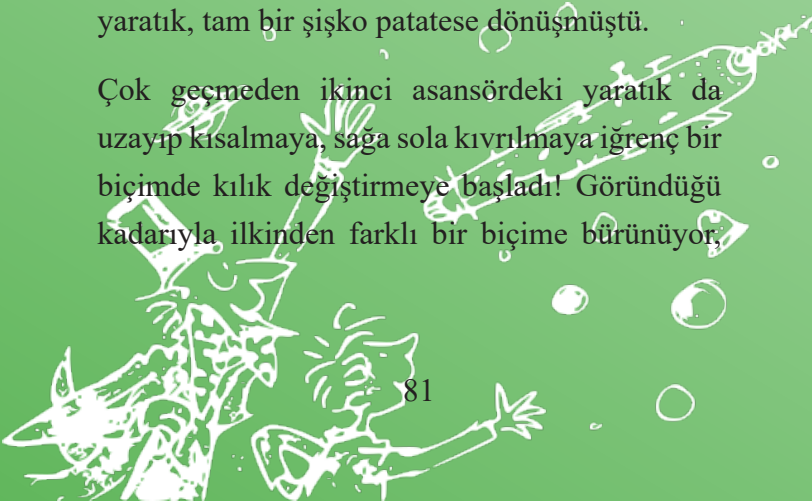 yaratık, tam bir şişko patatese dönüşmüştü.
Çok geçmeden ikinci asansördeki yaratık da
uzayıp kısalmaya, sağa sola kıvrılmaya iğrenç bir
biçimde kılık değiştirmeye başladı! Göründüğü
kadarıyla ilkinden farklı bir biçime bürünüyor,
81